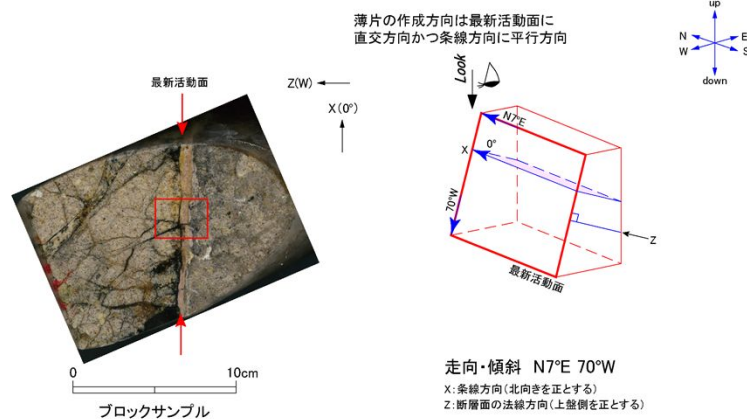 薄片の作成方向は最新活動面に
直交方向かつ条線方向に平行方向
up
N
E
W
S
down
最新活動面
Z(W)
X(0°)
Look
N7°E
X
0°
70°W
Z
最新活動面
0
10cm
ブロックサンプル
走向・傾斜 N7°E 70°W
X:条線方向(北向きを正とする)
Z:断層面の法線方向(上盤側を正とする)